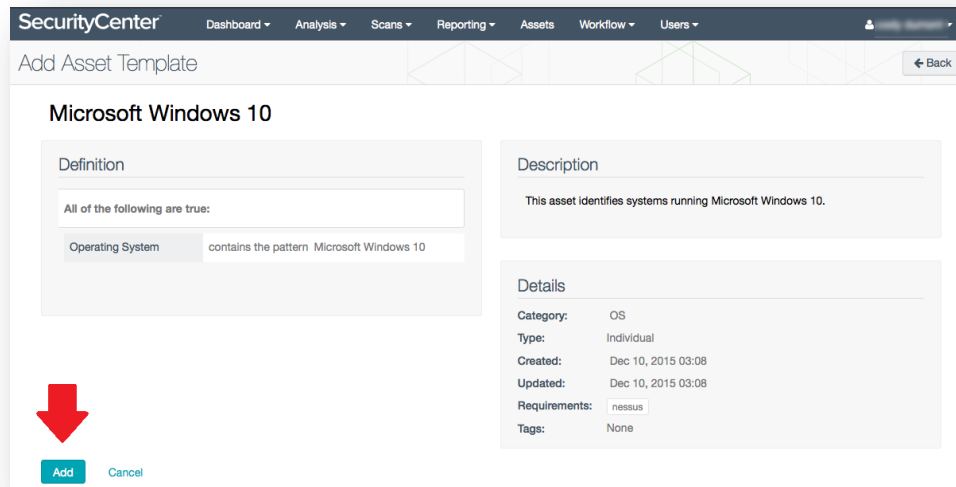 SecurityCenter Dashboard Analysis Scans Reporting Assets Workflow Users
Add Asset Template
Back
Microsoft Windows 10
Definition
All of the following are true:
Operating System contains the pattern Microsoft Windows 10
Description
This asset identifies systems running Microsoft Windows 10.
Details
Category: OS
Type: Individual
Created: Dec 10, 2015 03:08
Updated: Dec 10, 2015 03:08
Requirements: nessus
Tags: None
Add Cancel